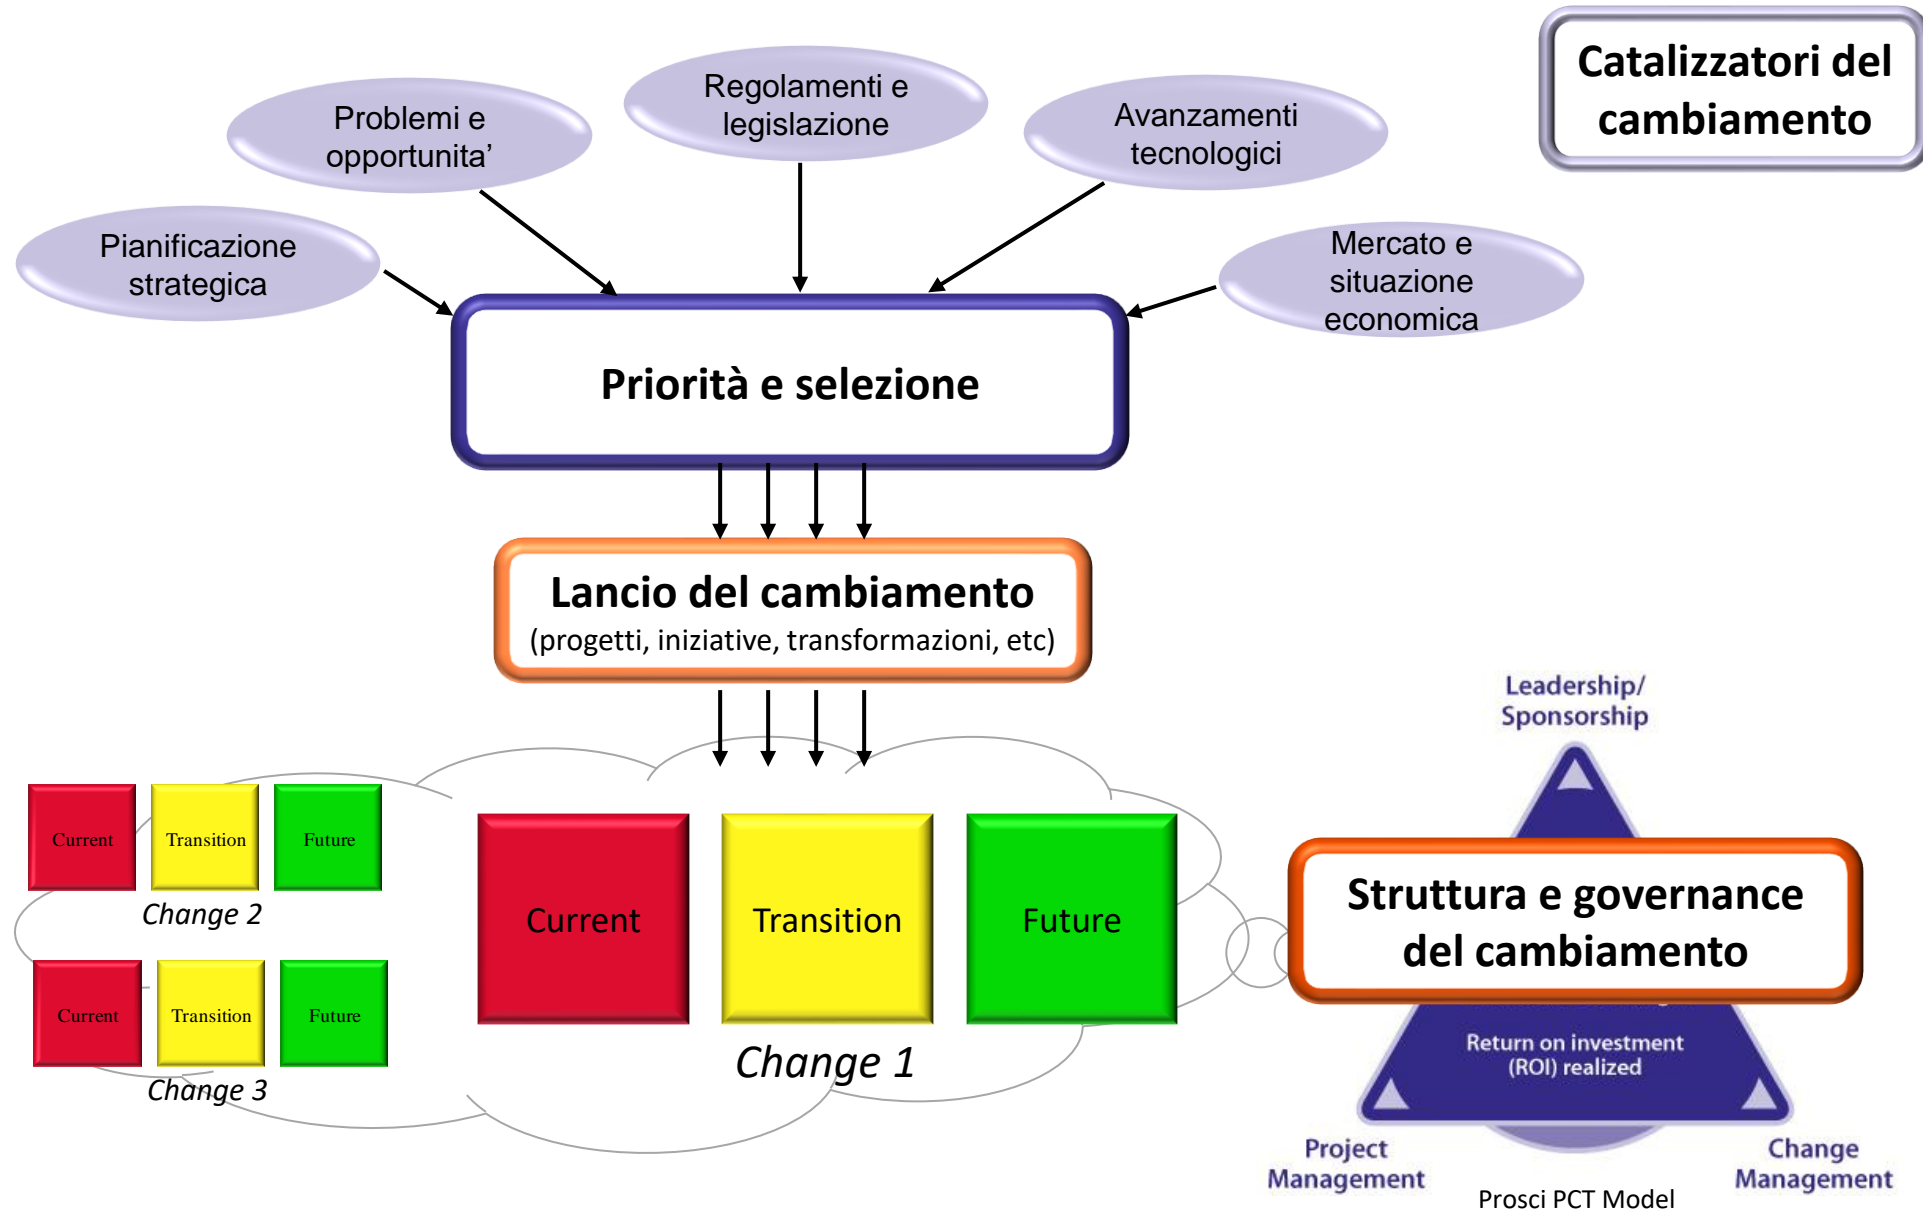 Catalizzatori del
cambiamento
Regolamenti e
legislazione
Problemi e
opportunita’
Avanzamenti
tecnologici
Pianificazione
strategica
Mercato e
situazione
economica
Priorità e selezione
Lancio del cambiamento
(progetti, iniziative, transformazioni, etc)
Leadership/
Sponsorship
Current
Transition
Future
Change 2
Current
Transition
Future
Change 3
Current
Transition
Future
Change 1
Struttura e governance
del cambiamento
Return on investment
(ROI) realized
Project
Management
Change
Management
Prosci PCT Model